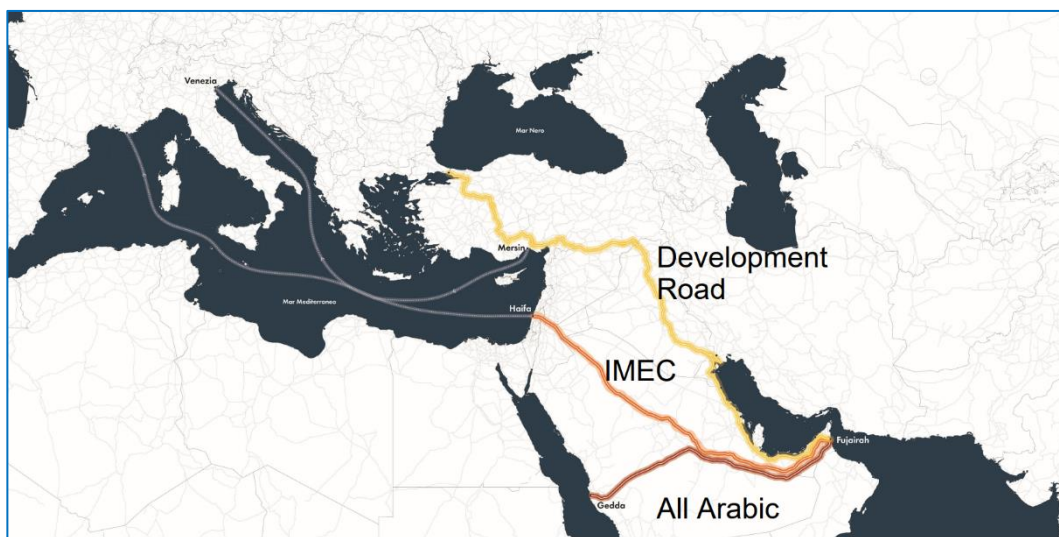 Venezia
Mar Nero
Mersin
Development
Road
Mar Mediterraneo
Haifa
IMEC
Fujairah
Gedda
All Arabic